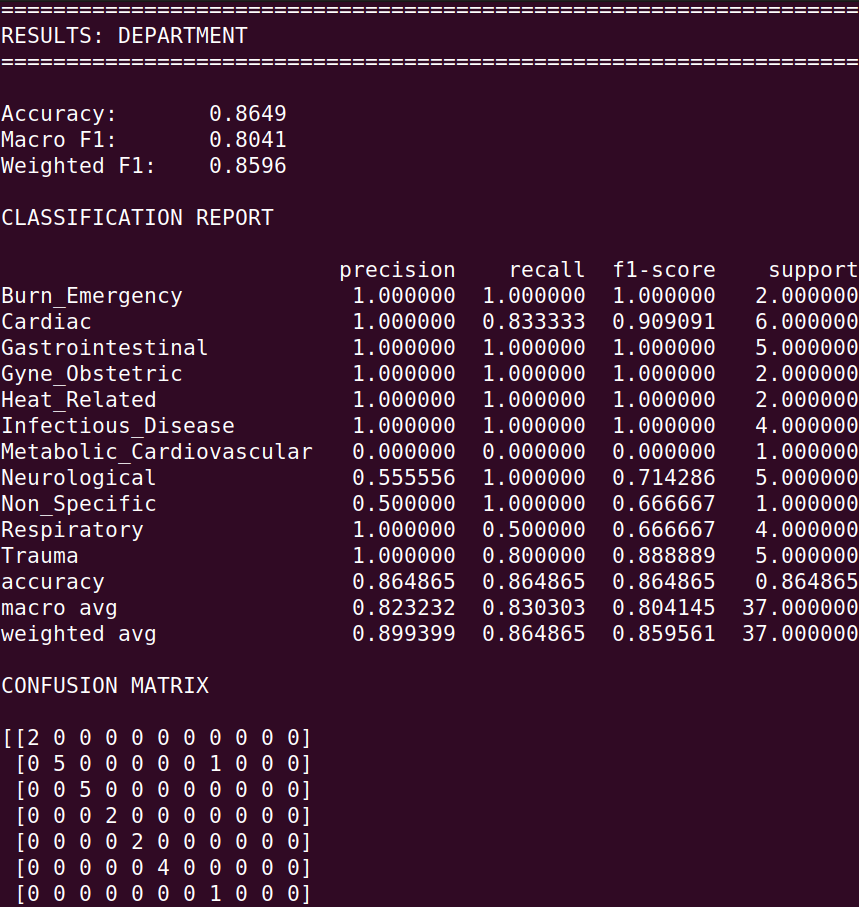 ==================================================================
RESULTS: DEPARTMENT
==================================================================
Accuracy:       0.8649
Macro F1:       0.8041
Weighted F1:    0.8596
CLASSIFICATION REPORT
                          precision    recall  f1-score    support
Burn_Emergency             1.000000  1.000000  1.000000   2.000000
Cardiac                    1.000000  0.833333  0.909091   6.000000
Gastrointestinal           1.000000  1.000000  1.000000   5.000000
Gyne_Obstetric             1.000000  1.000000  1.000000   2.000000
Heat_Related               1.000000  1.000000  1.000000   2.000000
Infectious_Disease         1.000000  1.000000  1.000000   4.000000
Metabolic_Cardiovascular   0.000000  0.000000  0.000000   1.000000
Neurological               0.555556  1.000000  0.714286   5.000000
Non_Specific               0.500000  1.000000  0.666667   1.000000
Respiratory                1.000000  0.500000  0.666667   4.000000
Trauma                     1.000000  0.800000  0.888889   5.000000
accuracy                   0.864865  0.864865  0.864865   0.864865
macro avg                  0.823232  0.830303  0.804145  37.000000
weighted avg               0.899399  0.864865  0.859561  37.000000
CONFUSION MATRIX
[[2 0 0 0 0 0 0 0 0 0 0]
 [0 5 0 0 0 0 0 1 0 0 0]
 [0 0 5 0 0 0 0 0 0 0 0]
 [0 0 0 2 0 0 0 0 0 0 0]
 [0 0 0 0 2 0 0 0 0 0 0]
 [0 0 0 0 0 4 0 0 0 0 0]
 [0 0 0 0 0 0 0 1 0 0 0]